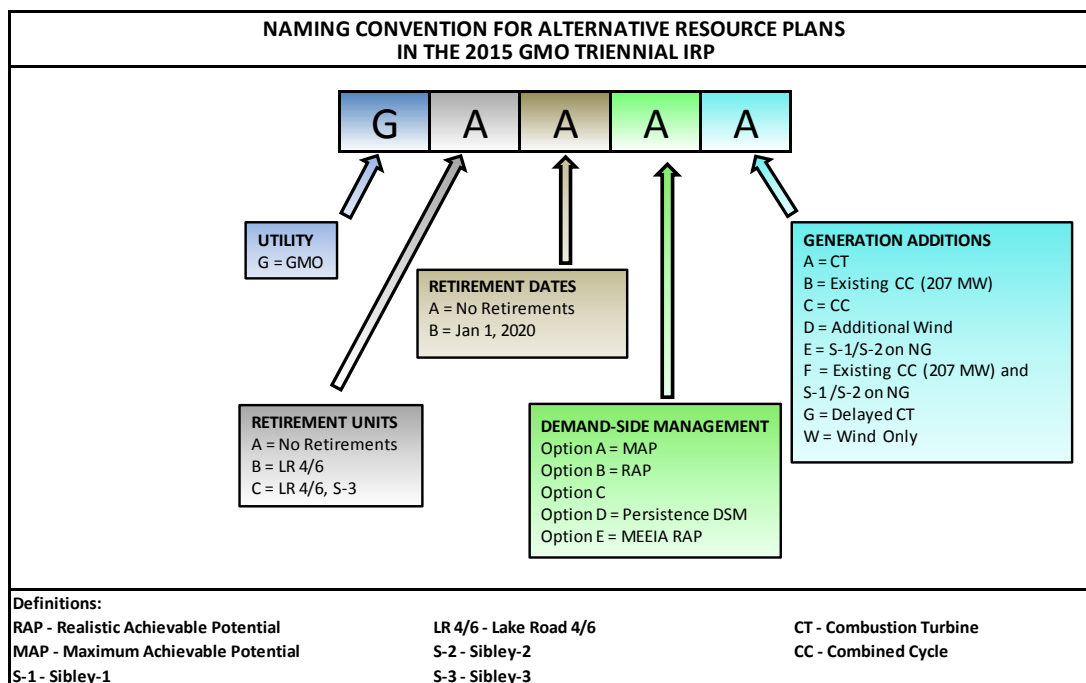 NAMING CONVENTION FOR ALTERNATIVE RESOURCE PLANS
IN THE 2015 GMO TRIENNIAL IRP
G A A A A
UTILITY
G = GMO
RETIREMENT DATES
A = No Retirements
B = Jan 1, 2020
GENERATION ADDITIONS
A = CT
B = Existing CC (207 MW)
C = CC
D = Additional Wind
E = S-1/S-2 on NG
F = Existing CC (207 MW) and
S-1/S-2 on NG
G = Delayed CT
W = Wind Only
RETIREMENT UNITS
A = No Retirements
B = LR 4/6
C = LR 4/6, S-3
DEMAND-SIDE MANAGEMENT
Option A = MAP
Option B = RAP
Option C
Option D = Persistence DSM
Option E = MEEIA RAP
Definitions:
RAP - Realistic Achievable Potential
LR 4/6 - Lake Road 4/6
CT - Combustion Turbine
MAP - Maximum Achievable Potential
S-2 - Sibley-2
CC - Combined Cycle
S-1 - Sibley-1
S-3 - Sibley-3